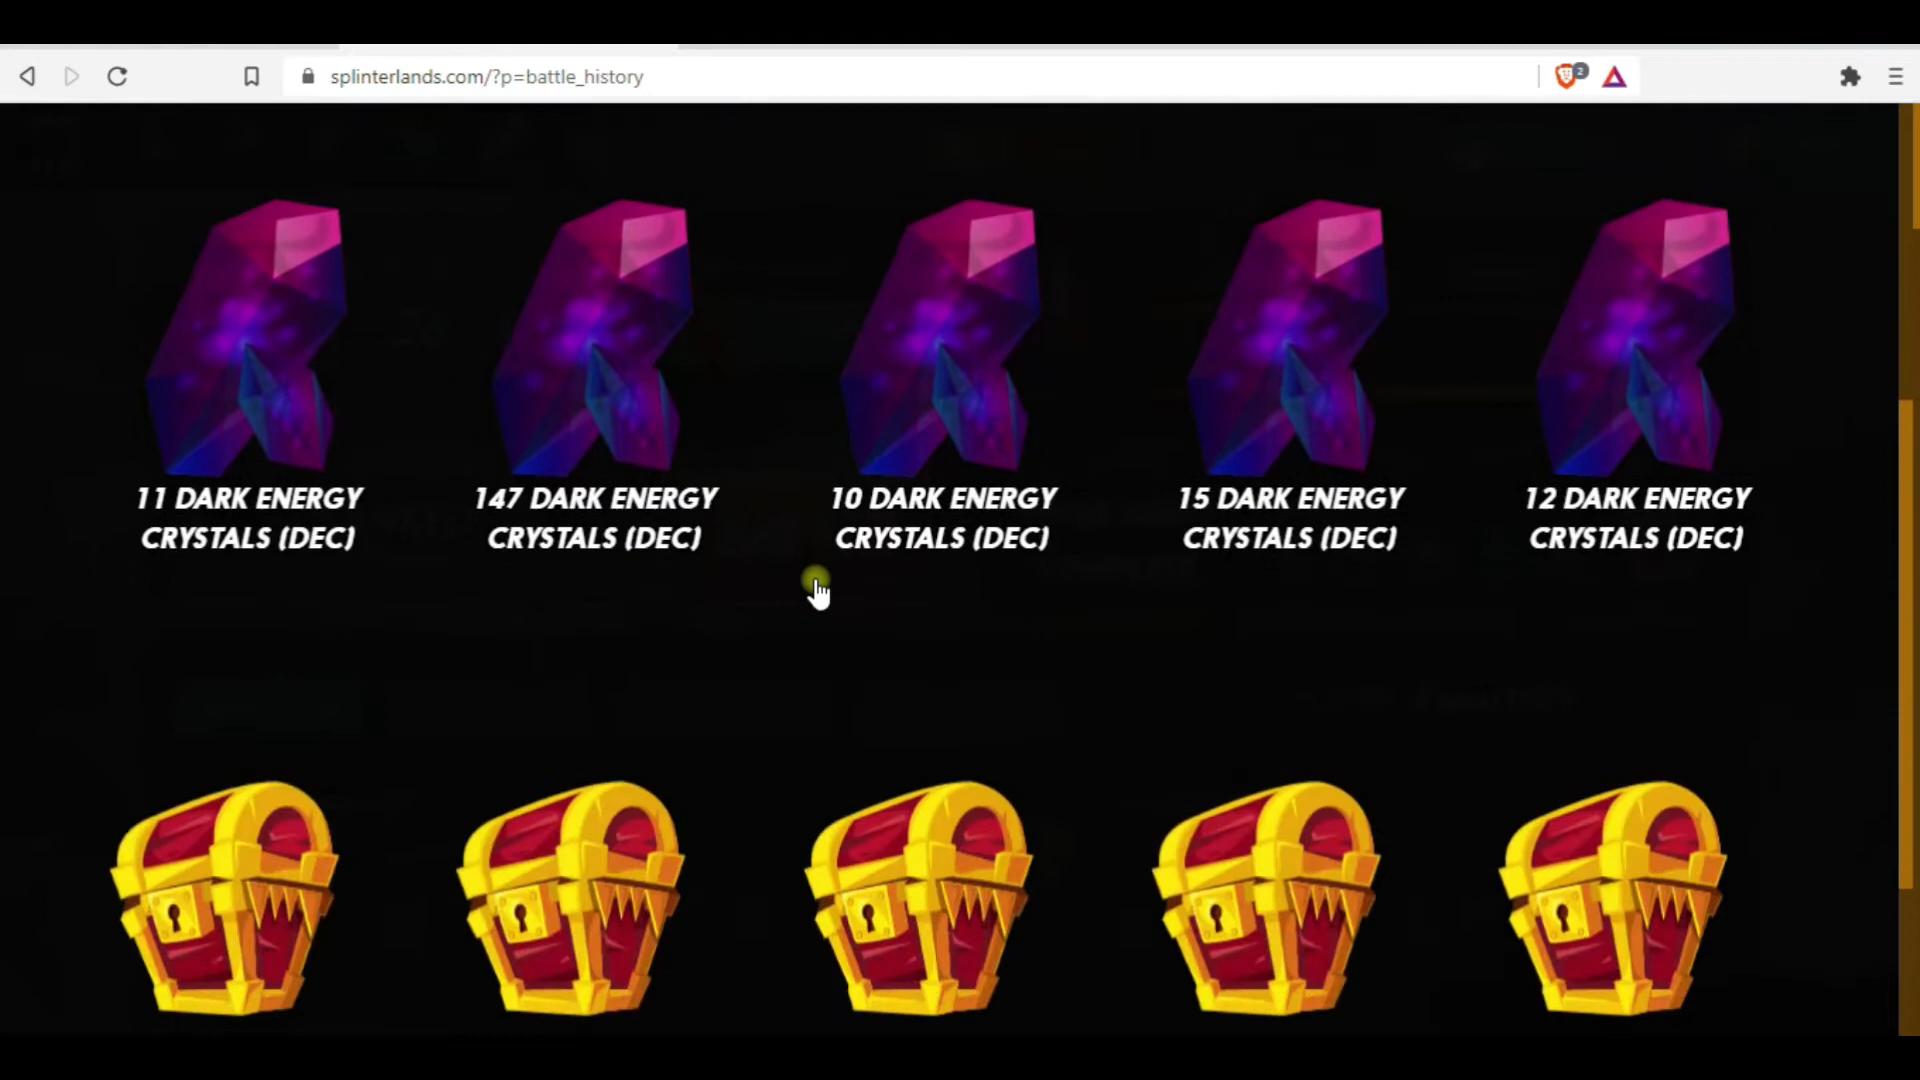 splinterlands.com/?p=battle_history
2
11 DARK ENERGY
CRYSTALS (DEC)
147 DARK ENERGY
CRYSTALS (DEC)
10 DARK ENERGY
CRYSTALS (DEC)
15 DARK ENERGY
CRYSTALS (DEC)
12 DARK ENERGY
CRYSTALS (DEC)